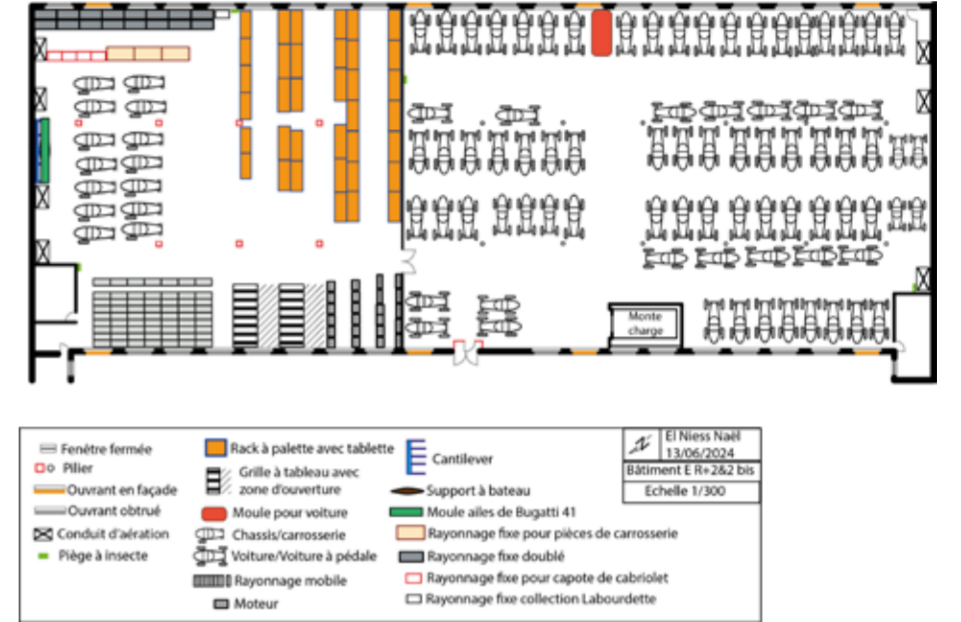 Monte
charge
Fenêtre fermée
Pilier
Ouvrant en façade
Ouvrant obtrué
Conduit d'aération
Piège à insecte
Rack à palette avec tablette
Grille à tableau avec
zone d'ouverture
Moule pour voiture
Chassis/carrosserie
Voiture/Voiture à pédale
Rayonnage mobile
Moteur
Cantilever
Support à bateau
Moule ailes de Bugatti 41
Rayonnage fixe pour pièces de carrosserie
Rayonnage fixe doublé
Rayonnage fixe pour capote de cabriolet
Rayonnage fixe collection Labourdette
El Niess Naël
13/06/2024
Bâtiment E R+2&2 bis
Echelle 1/300